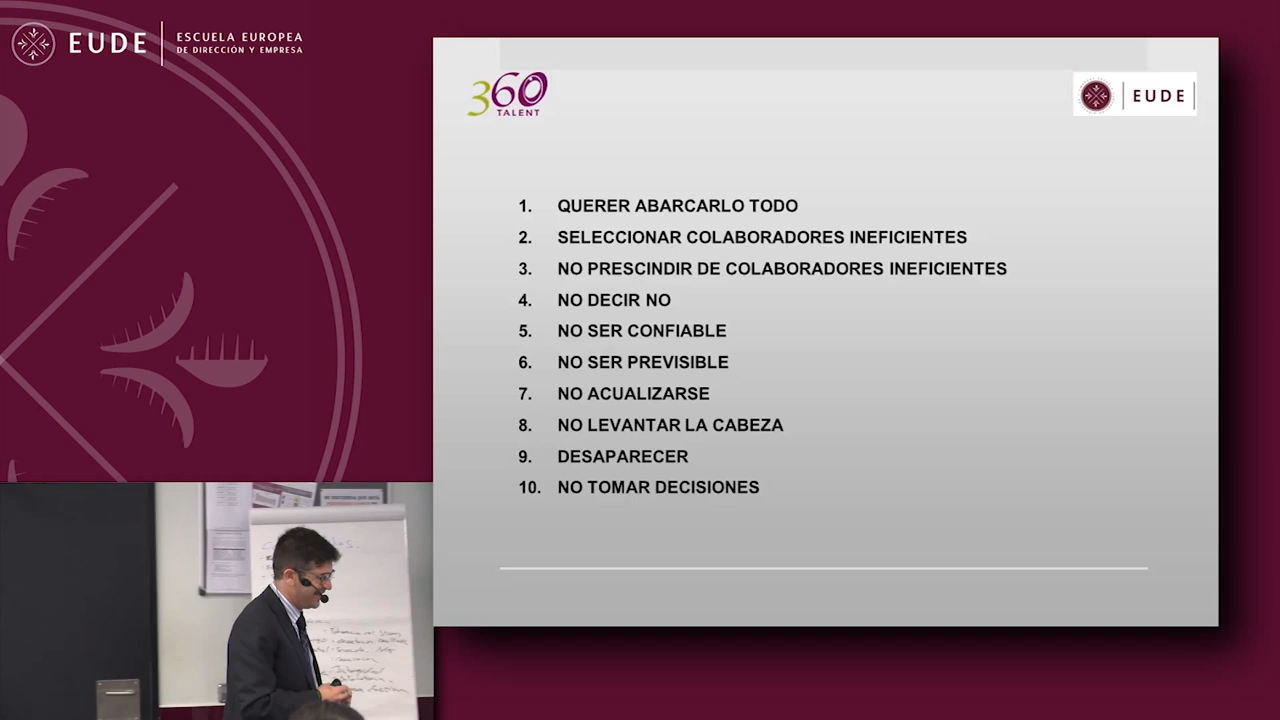 EUDE
ESCUELA EUROPEA
DE DIRECCIÓN Y EMPRESA
360
TALENT
EUDE
1. QUERER ABARCARLO TODO
2. SELECCIONAR COLABORADORES INEFICIENTES
3. NO PRESCINDIR DE COLABORADORES INEFICIENTES
4. NO DECIR NO
5. NO SER CONFIABLE
6. NO SER PREVISIBLE
7. NO ACUALIZARSE
8. NO LEVANTAR LA CABEZA
9. DESAPARECER
10. NO TOMAR DECISIONES